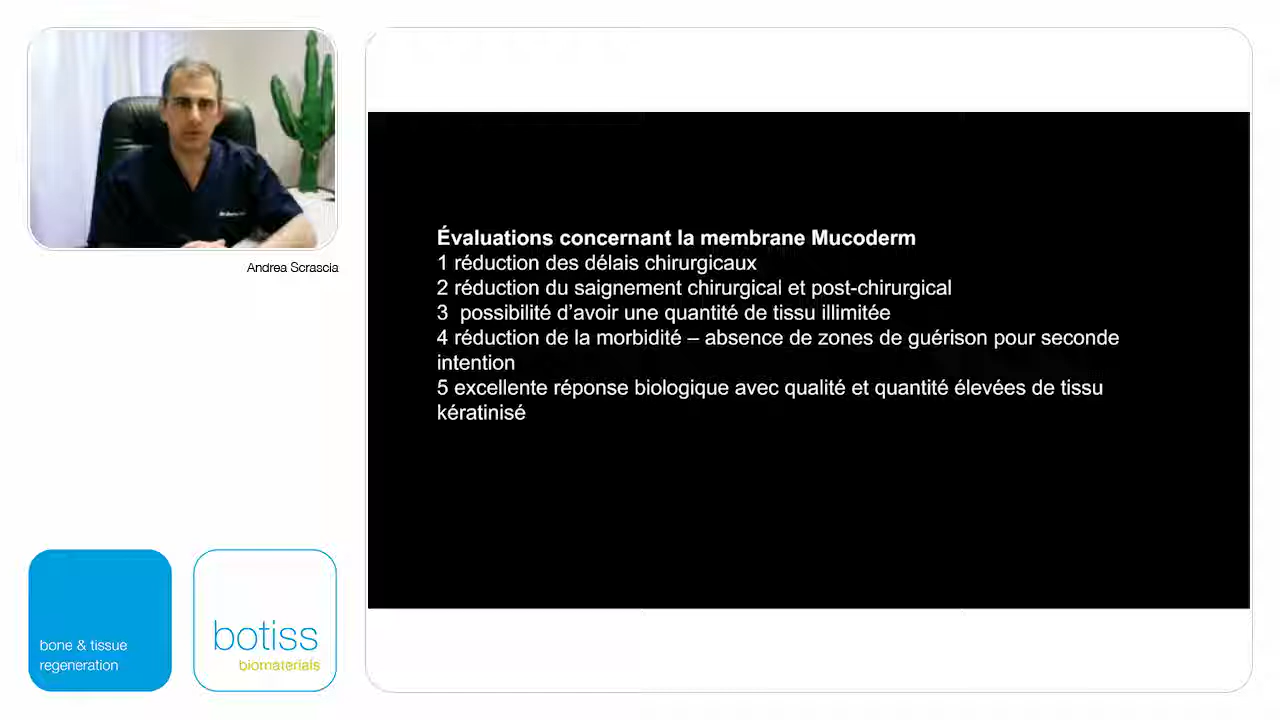 Andrea Scrascia
Évaluations concernant la membrane Mucoderm
1 réduction des délais chirurgicaux
2 réduction du saignement chirurgical et post-chirurgical
3  possibilité d'avoir une quantité de tissu illimitée
4 réduction de la morbidité – absence de zones de guérison pour seconde
intention
5 excellente réponse biologique avec qualité et quantité élevées de tissu
kératinisé
bone & tissue
regeneration
botiss
biomaterials